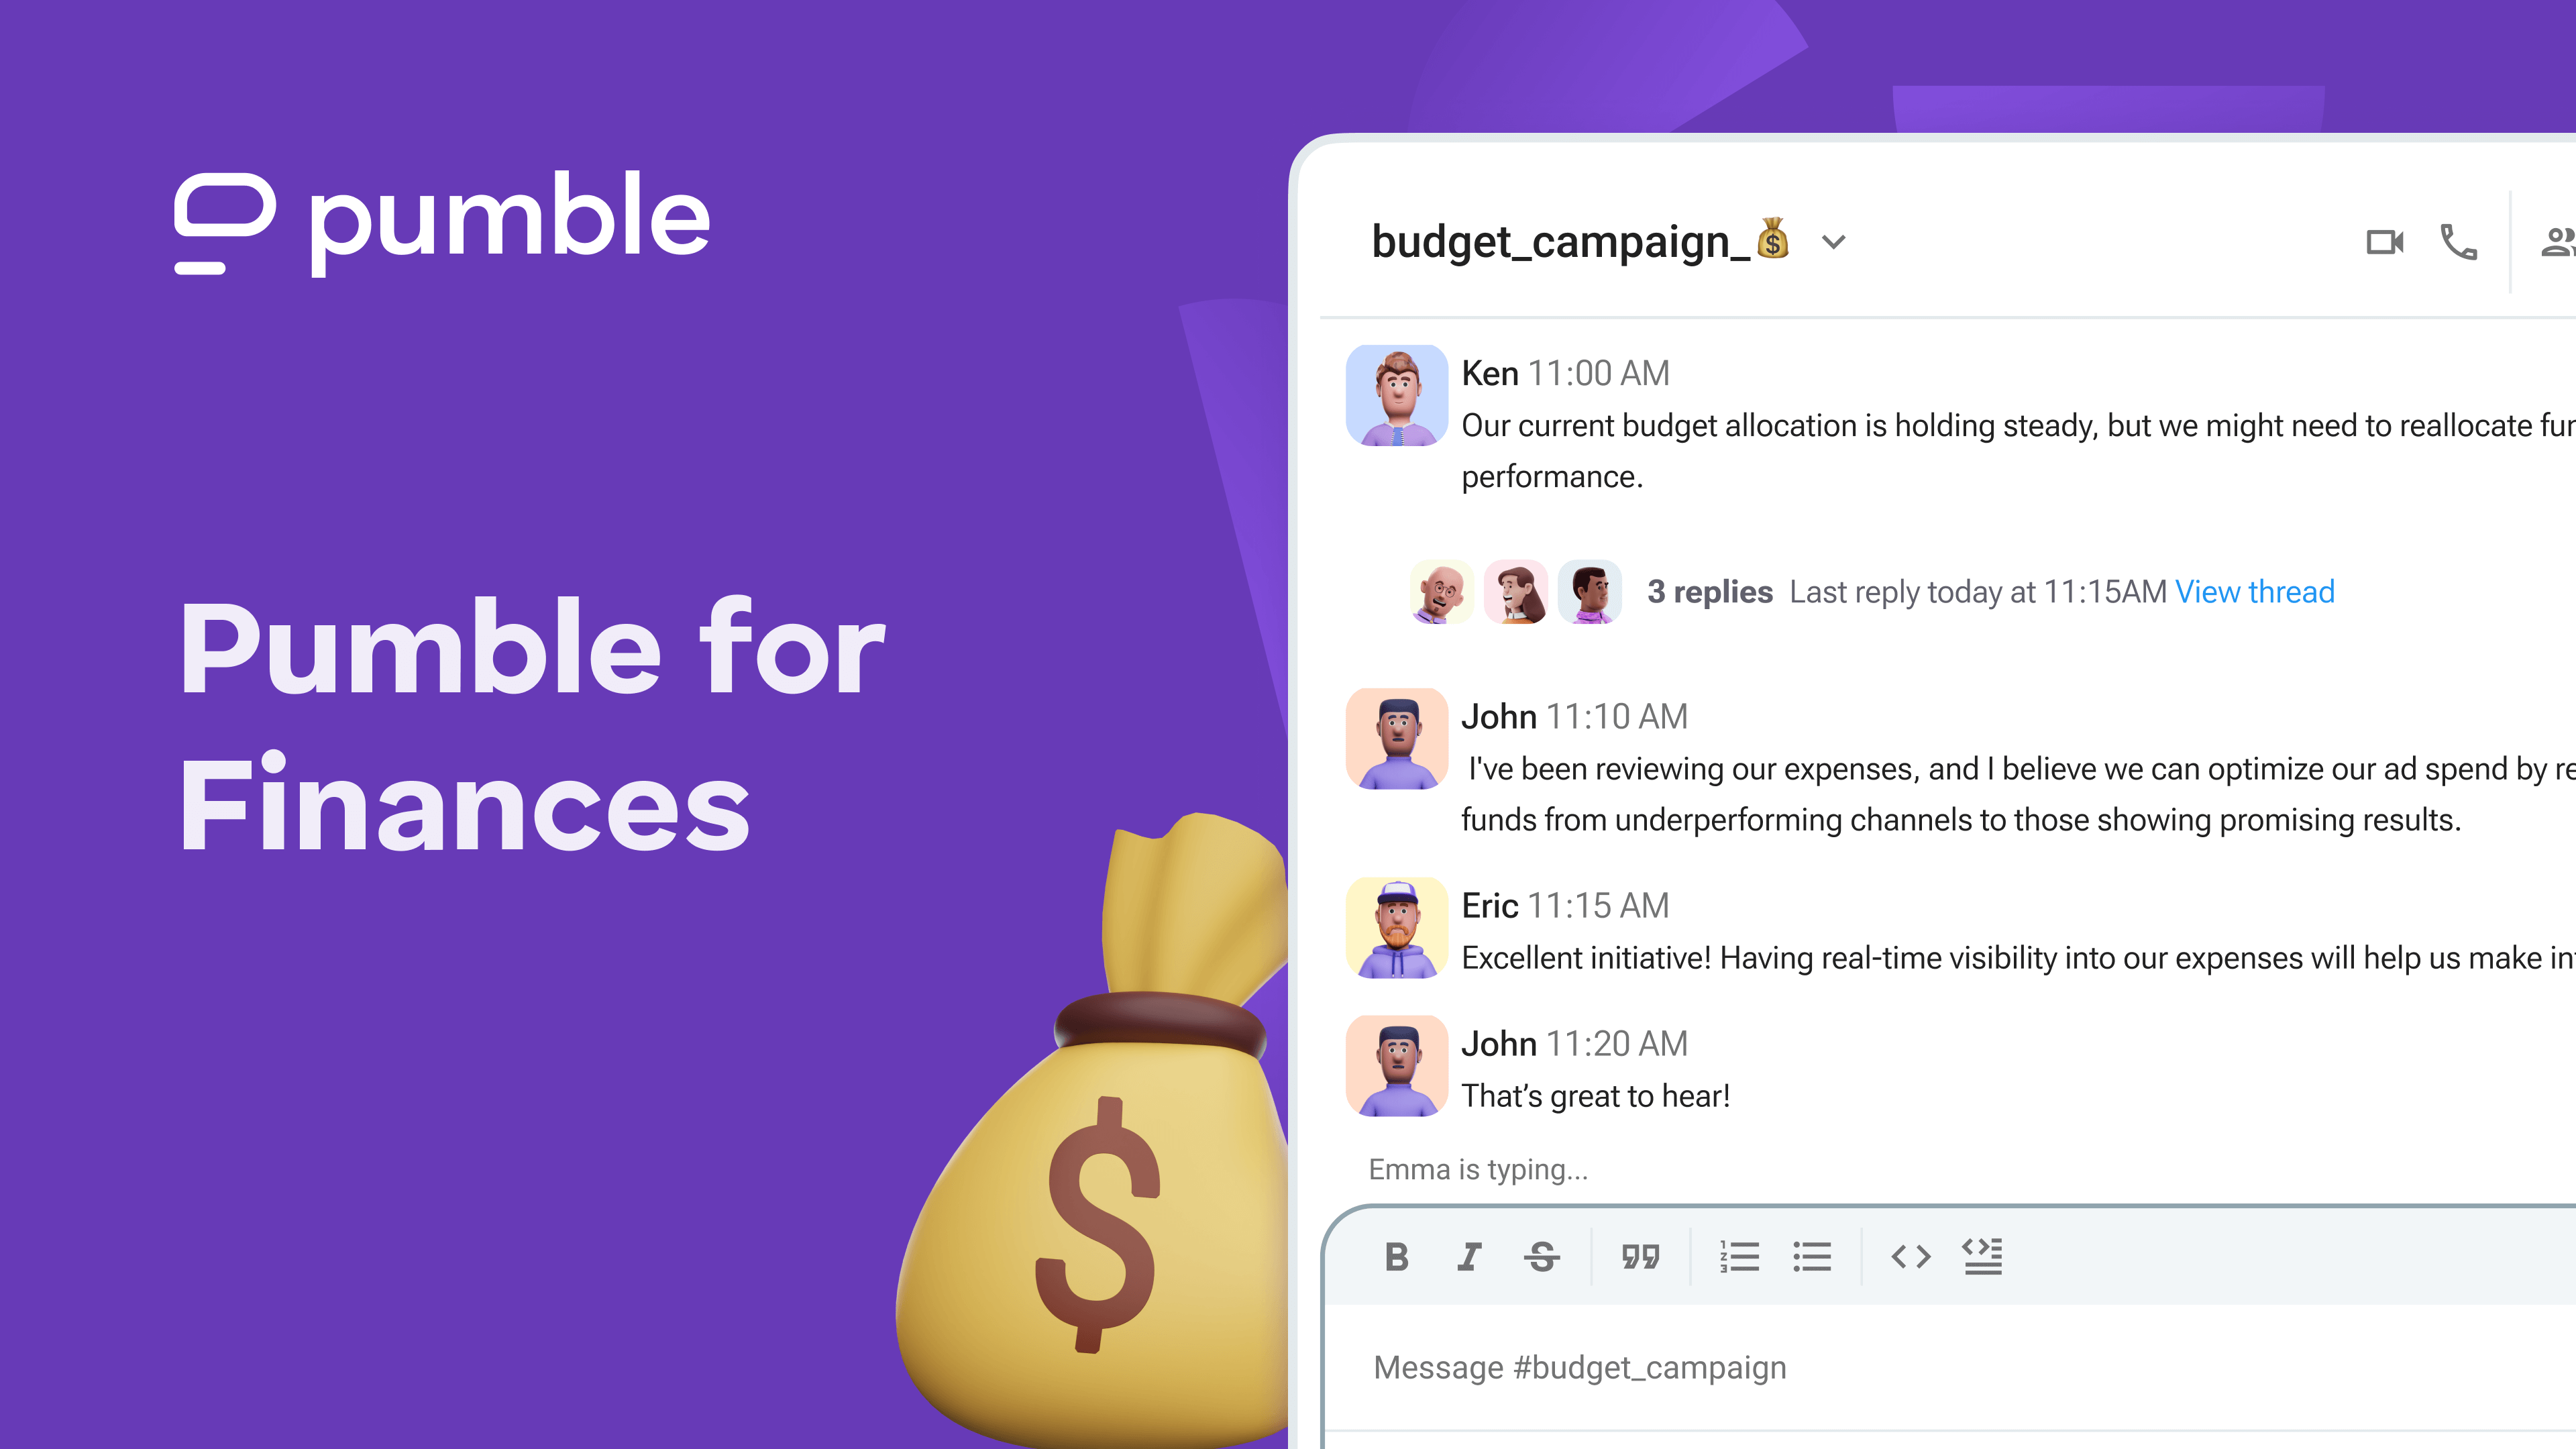 pumble
Pumble for
Finances
budget_campaign_💰
Ken 11:00 AM
Our current budget allocation is holding steady, but we might need to reallocate
performance.
3 replies Last reply today at 11:15AM View thread
John 11:10 AM
I've been reviewing our expenses, and I believe we can optimize our ad spend by
funds from underperforming channels to those showing promising results.
Eric 11:15 AM
Excellent initiative! Having real-time visibility into our expenses will help us make
John 11:20 AM
That’s great to hear!
Emma is typing...
B I S
Message #budget_campaign
$